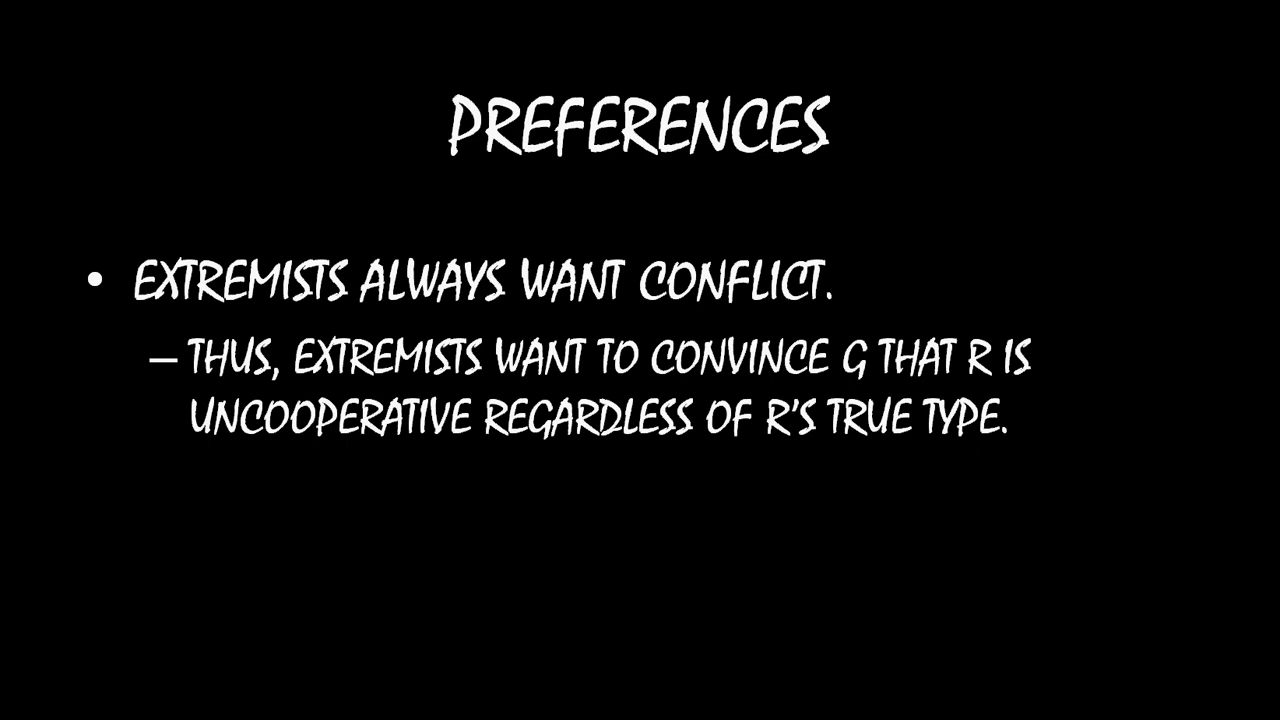 PREFERENCES
• EXTREMISTS ALWAYS WANT CONFLICT.
– THUS, EXTREMISTS WANT TO CONVINCE G THAT R IS
UNCOOPERATIVE REGARDLESS OF R'S TRUE TYPE.